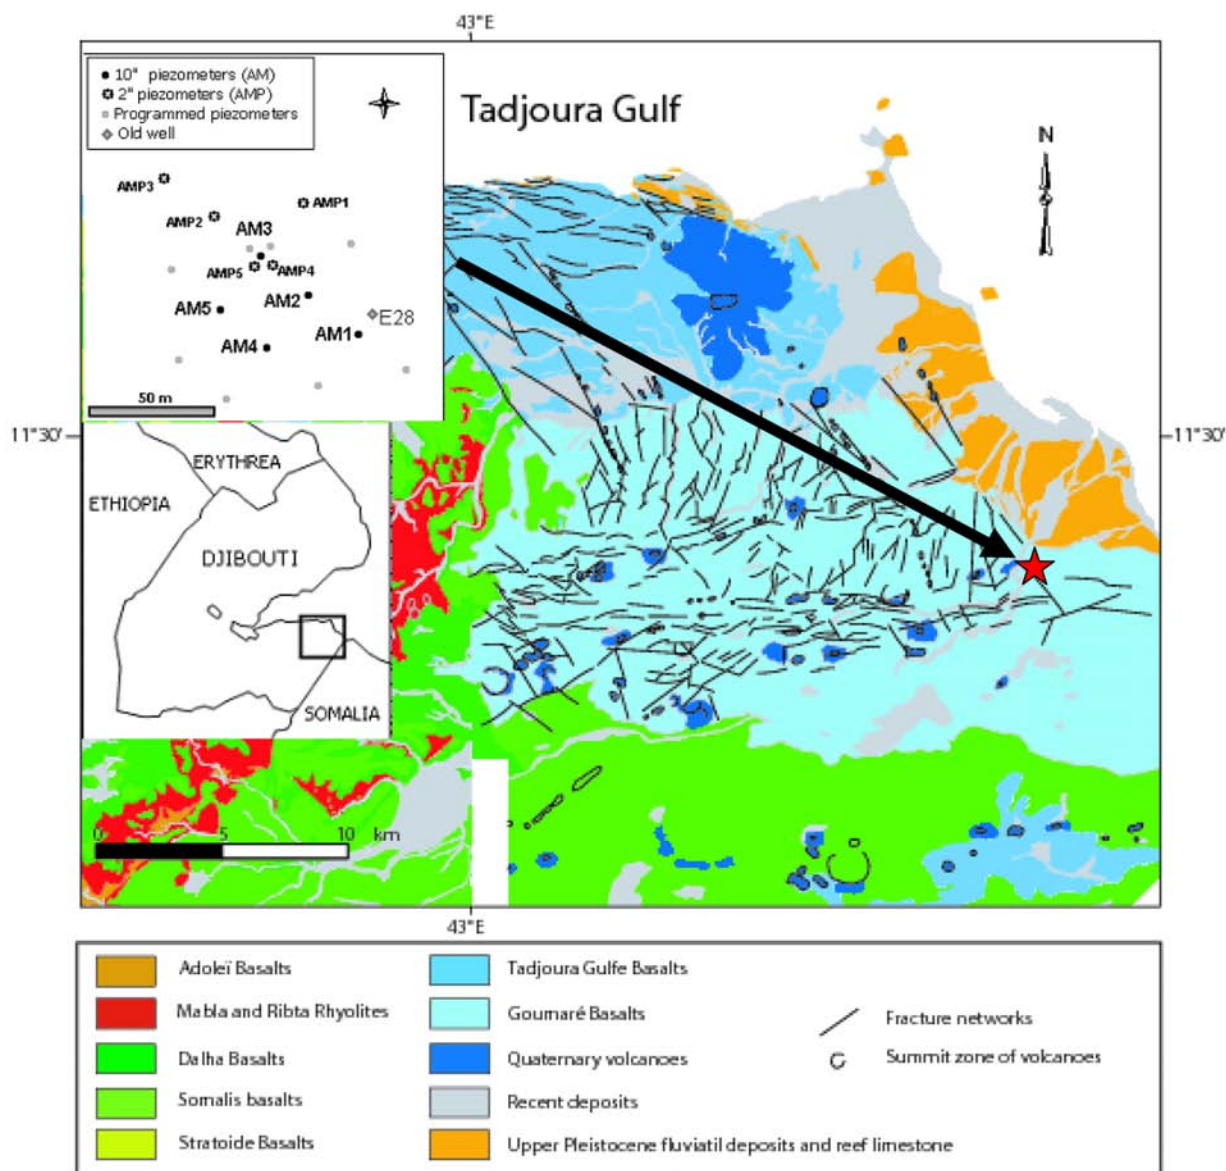 43°E
10" piezometers (AM)
2" piezometers (AMP)
Programmed piezometers
Old well
Tadjoura Gulf
N
AMP3
AMP1
AMP2
AM3
AMP5
AMP4
AM2
AM5
E28
AM1
AM4
50 m
11°30'
11°30'
ERYTHREA
ETHIOPIA
DJIBOUTI
SOMALIA
0 5 10 km
43°E
Adoleï Basalts
Tadjoura Gulfe Basalts
Mabla and Ribta Rhyolites
Goumaré Basalts
Fracture networks
Dalha Basalts
Quaternary volcanoes
Summit zone of volcanoes
Somalis basalts
Recent deposits
Stratoide Basalts
Upper Pleistocene fluviatil deposits and reef limestone